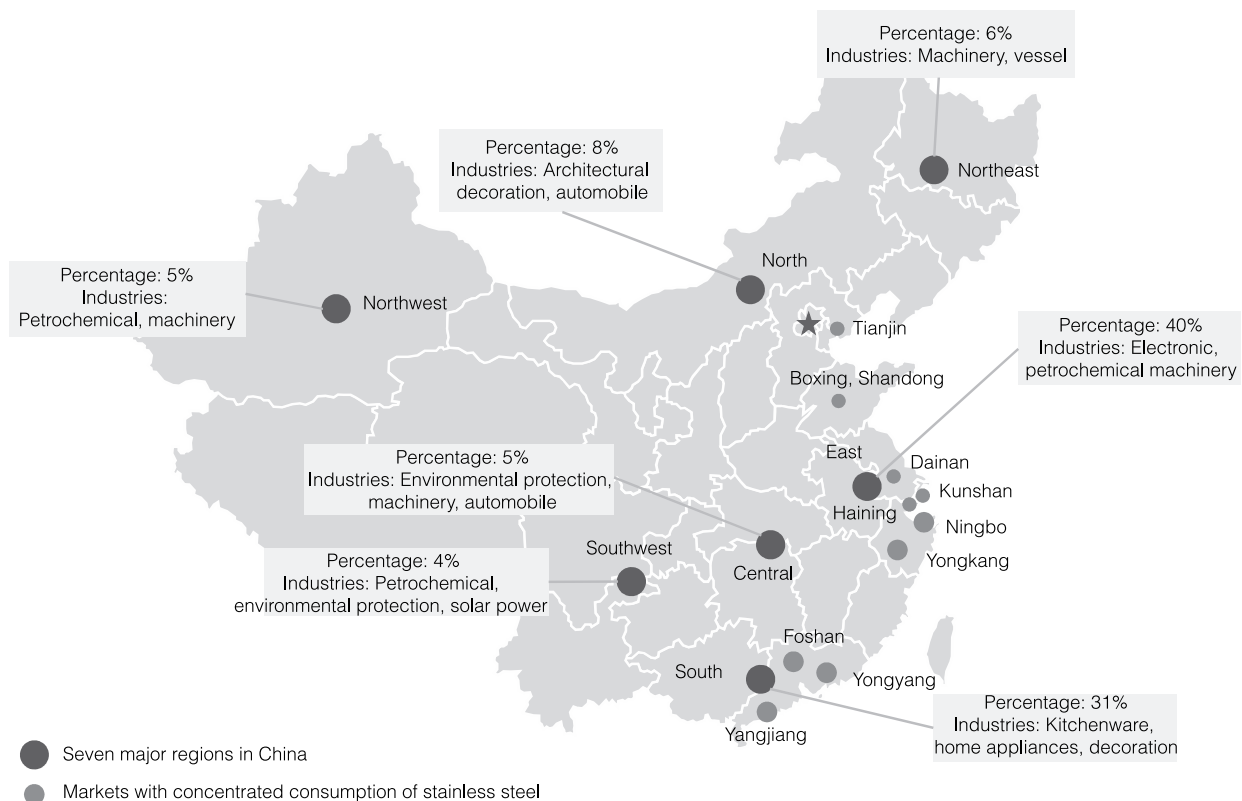 Percentage: 6%
Industries: Machinery, vessel
Northeast
Percentage: 8%
Industries: Architectural
decoration, automobile
North
Percentage: 5%
Industries:
Petrochemical, machinery
Northwest
Tianjin
Percentage: 40%
Industries: Electronic,
petrochemical machinery
Boxing, Shandong
East
Dainan
Kunshan
Haining
Ningbo
Yongkang
Percentage: 5%
Industries: Environmental protection,
machinery, automobile
Central
Southwest
Percentage: 4%
Industries: Petrochemical,
environmental protection, solar power
Foshan
South
Yongyang
Yangjiang
Percentage: 31%
Industries: Kitchenware,
home appliances, decoration
Seven major regions in China
Markets with concentrated consumption of stainless steel